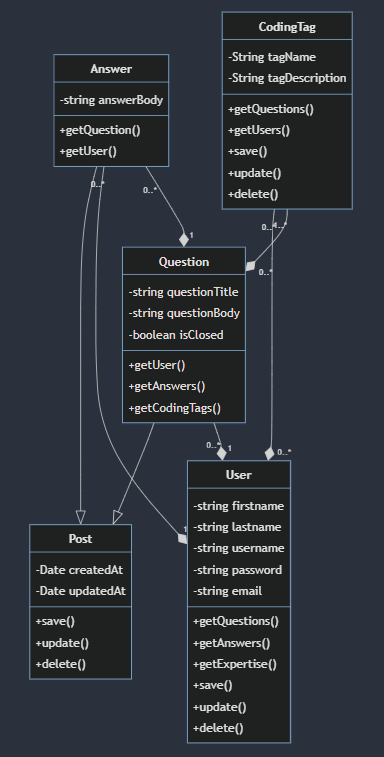 CodingTag
-String tagName
-String tagDescription
+getQuestions()
+getUsers()
+save()
+update()
+delete()
Answer
-string answerBody
+getQuestion()
+getUser()
0..*
0..*
1
0..*
0..*
Question
-string questionTitle
-string questionBody
-boolean isClosed
+getUser()
+getAnswers()
+getCodingTags()
0..*
1
0..*
User
-string firstname
-string lastname
-string username
-string password
-string email
+getQuestions()
+getAnswers()
+getExpertise()
+save()
+update()
+delete()
1
Post
-Date createdAt
-Date updatedAt
+save()
+update()
+delete()